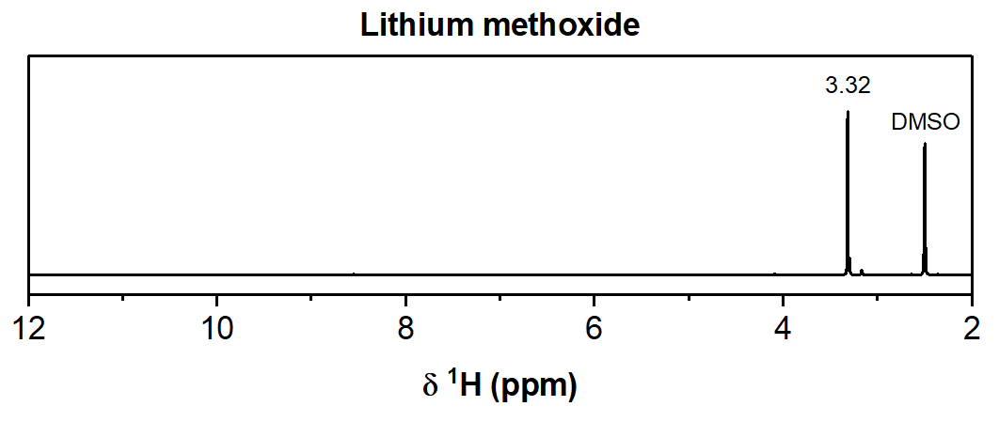 Lithium methoxide
3.32
DMSO
12 10 8 6 4 2
δ ¹H (ppm)